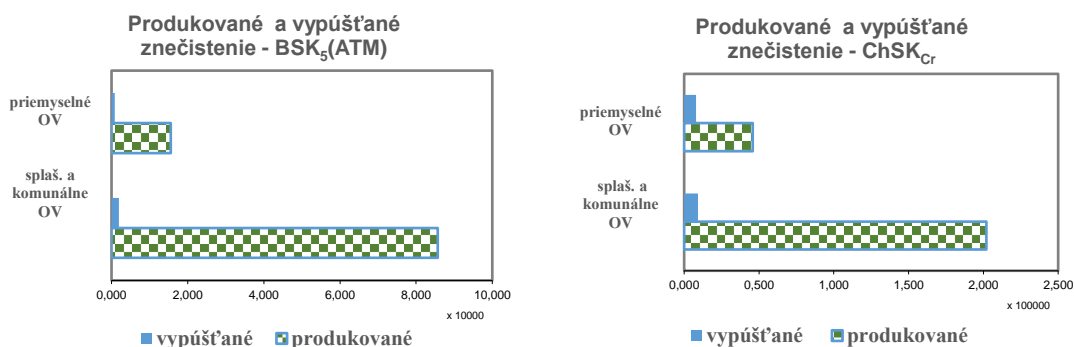 Produkované a vypúšťané
znečistenie - BSK₅(ATM)
priemyselné
OV
splaš. a
komunálne
OV
0,000 2,000 4,000 6,000 8,000 10,000
x 10000
vypúšťané produkované
Produkované a vypúšťané
znečistenie - ChSK_Cr
priemyselné
OV
splaš. a
komunálne
OV
0,000 0,500 1,000 1,500 2,000 2,500
x 100000
vypúšťané produkované